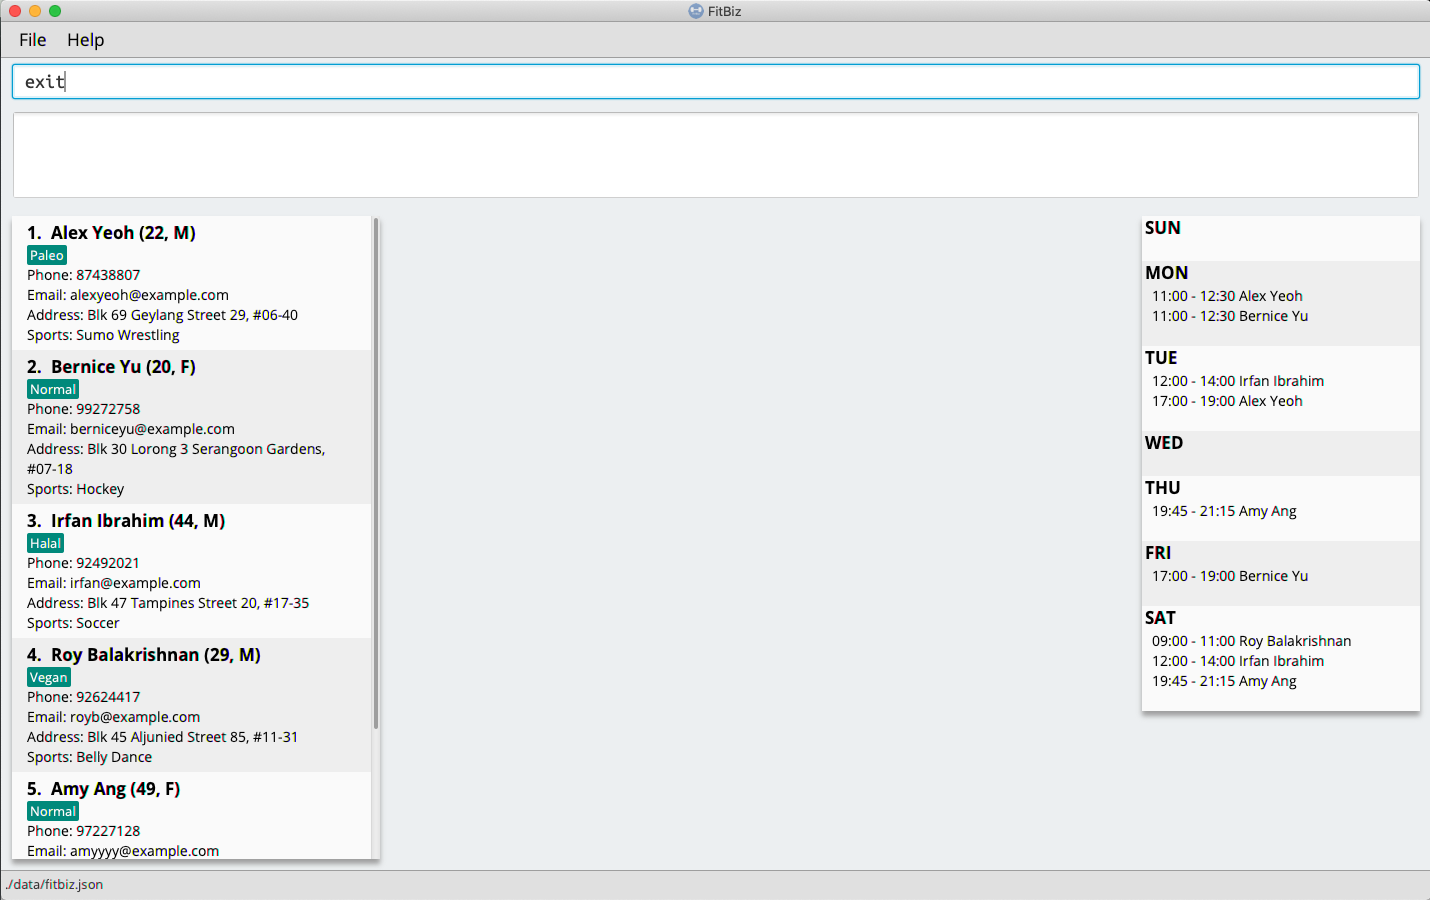 FitBiz
File Help
exit
1. Alex Yeoh (22, M)
Paleo
Phone: 87438807
Email: alexyeoh@example.com
Address: Blk 69 Geylang Street 29, #06-40
Sports: Sumo Wrestling
2. Bernice Yu (20, F)
Normal
Phone: 99272758
Email: berniceyu@example.com
Address: Blk 30 Lorong 3 Serangoon Gardens,
#07-18
Sports: Hockey
3. Irfan Ibrahim (44, M)
Halal
Phone: 92492021
Email: irfan@example.com
Address: Blk 47 Tampines Street 20, #17-35
Sports: Soccer
4. Roy Balakrishnan (29, M)
Vegan
Phone: 92624417
Email: royb@example.com
Address: Blk 45 Aljunied Street 85, #11-31
Sports: Belly Dance
5. Amy Ang (49, F)
Normal
Phone: 97227128
Email: amyyyy@example.com
SUN
MON
11:00 - 12:30 Alex Yeoh
11:00 - 12:30 Bernice Yu
TUE
12:00 - 14:00 Irfan Ibrahim
17:00 - 19:00 Alex Yeoh
WED
THU
19:45 - 21:15 Amy Ang
FRI
17:00 - 19:00 Bernice Yu
SAT
09:00 - 11:00 Roy Balakrishnan
12:00 - 14:00 Irfan Ibrahim
19:45 - 21:15 Amy Ang
./data/fitbiz.json